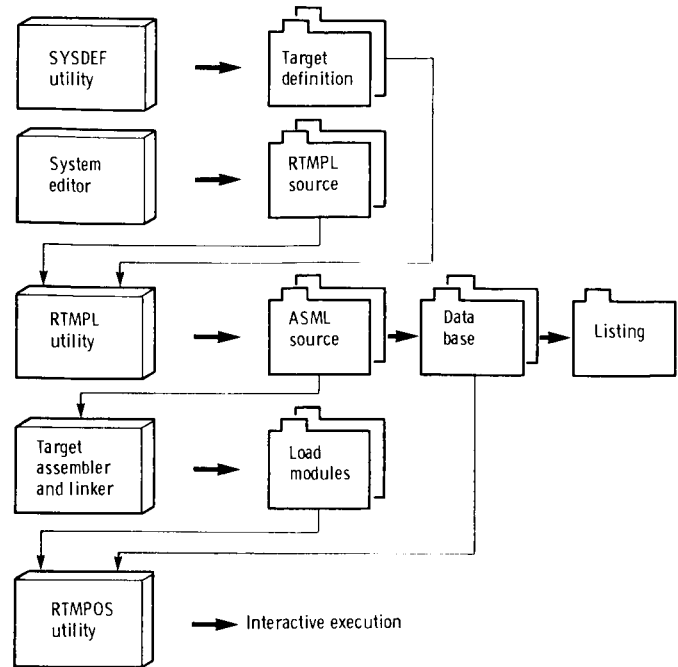 SYSDEF
utility
Target
definition
System
editor
RTMPL
source
RTMPL
utility
ASML
source
Data
base
Listing
Target
assembler
and linker
Load
modules
RTMPOS
utility
Interactive execution